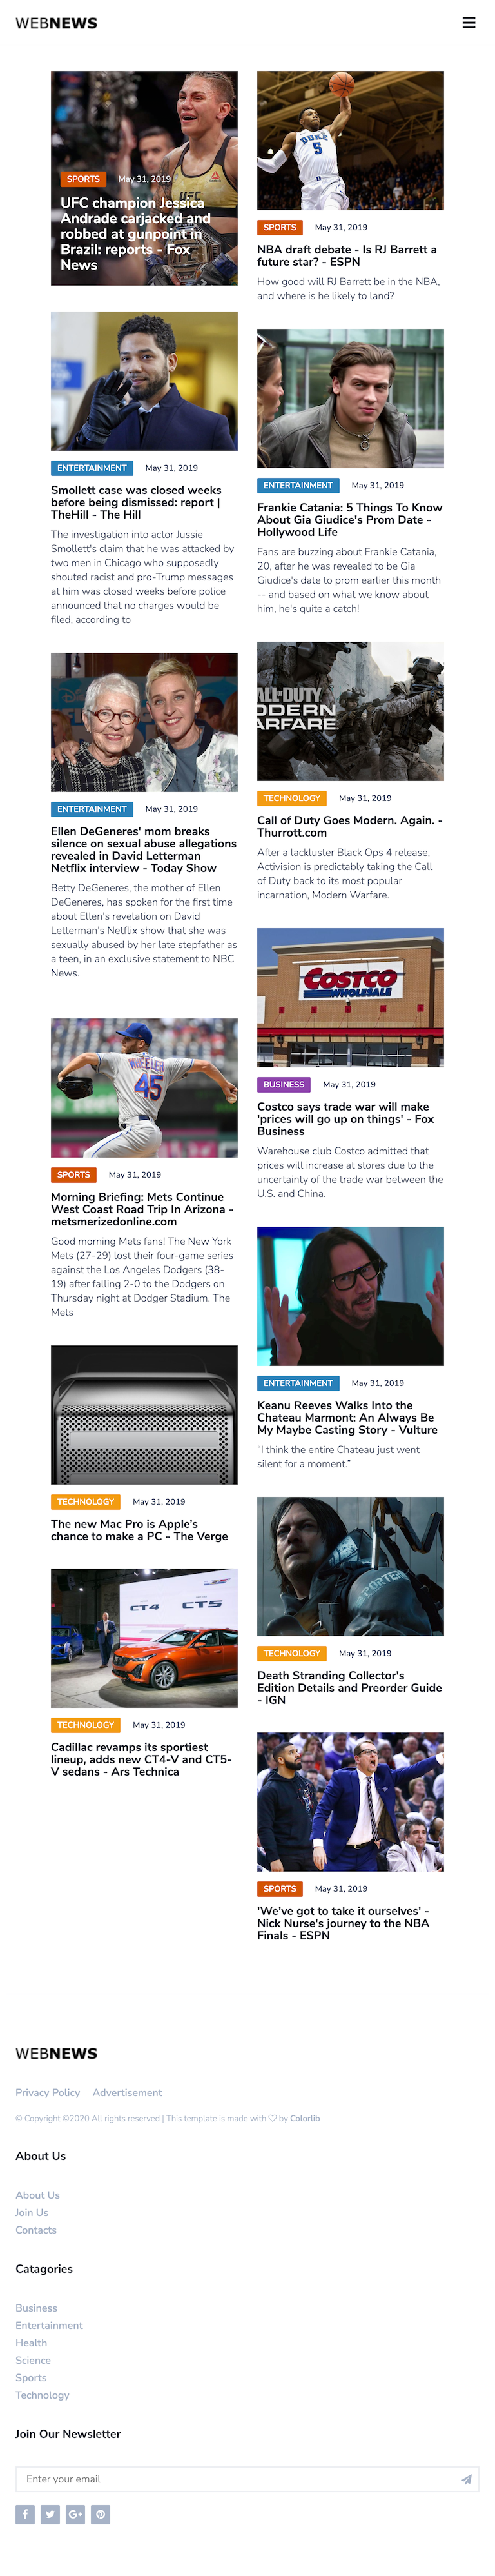 WEBNEWS
SPORTS May 31, 2019
UFC champion Jessica
Andrade carjacked and
robbed at gunpoint in
Brazil: reports - Fox
News
ENTERTAINMENT May 31, 2019
Smollett case was closed weeks
before being dismissed: report |
TheHill - The Hill
The investigation into actor Jussie
Smollett's claim that he was attacked by
two men in Chicago who supposedly
shouted racist and pro-Trump messages
at him was closed weeks before police
announced that no charges would be
filed, according to
ENTERTAINMENT May 31, 2019
Ellen DeGeneres' mom breaks
silence on sexual abuse allegations
revealed in David Letterman
Netflix interview - Today Show
Betty DeGeneres, the mother of Ellen
DeGeneres, has spoken for the first time
about Ellen's revelation on David
Letterman's Netflix show that she was
sexually abused by her late stepfather as
a teen, in an exclusive statement to NBC
News.
WHEELER
45
SPORTS May 31, 2019
Morning Briefing: Mets Continue
West Coast Road Trip In Arizona -
metsmerizedonline.com
Good morning Mets fans! The New York
Mets (27-29) lost their four-game series
against the Los Angeles Dodgers (38-
19) after falling 2-0 to the Dodgers on
Thursday night at Dodger Stadium. The
Mets
TECHNOLOGY May 31, 2019
The new Mac Pro is Apple's
chance to make a PC - The Verge
CT4 CT5
TECHNOLOGY May 31, 2019
Cadillac revamps its sportiest
lineup, adds new CT4-V and CT5-
V sedans - Ars Technica
DUKE
5
SPORTS May 31, 2019
NBA draft debate - Is RJ Barrett a
future star? - ESPN
How good will RJ Barrett be in the NBA,
and where is he likely to land?
ENTERTAINMENT May 31, 2019
Frankie Catania: 5 Things To Know
About Gia Giudice's Prom Date -
Hollywood Life
Fans are buzzing about Frankie Catania,
20, after he was revealed to be Gia
Giudice's date to prom earlier this month
-- and based on what we know about
him, he's quite a catch!
ALL·DUTY
ODERN
ARFARE
TECHNOLOGY May 31, 2019
Call of Duty Goes Modern. Again. -
Thurrott.com
After a lackluster Black Ops 4 release,
Activision is predictably taking the Call
of Duty back to its most popular
incarnation, Modern Warfare.
COSTCO
WHOLESALE
BUSINESS May 31, 2019
Costco says trade war will make
'prices will go up on things' - Fox
Business
Warehouse club Costco admitted that
prices will increase at stores due to the
uncertainty of the trade war between the
U.S. and China.
ENTERTAINMENT May 31, 2019
Keanu Reeves Walks Into the
Chateau Marmont: An Always Be
My Maybe Casting Story - Vulture
“I think the entire Chateau just went
silent for a moment.”
PORTER
TECHNOLOGY May 31, 2019
Death Stranding Collector's
Edition Details and Preorder Guide
- IGN
SPORTS May 31, 2019
'We've got to take it ourselves' -
Nick Nurse's journey to the NBA
Finals - ESPN
WEBNEWS
Privacy Policy Advertisement
© Copyright ©2020 All rights reserved | This template is made with ♡ by Colorlib
About Us
About Us
Join Us
Contacts
Catagories
Business
Entertainment
Health
Science
Sports
Technology
Join Our Newsletter
Enter your email